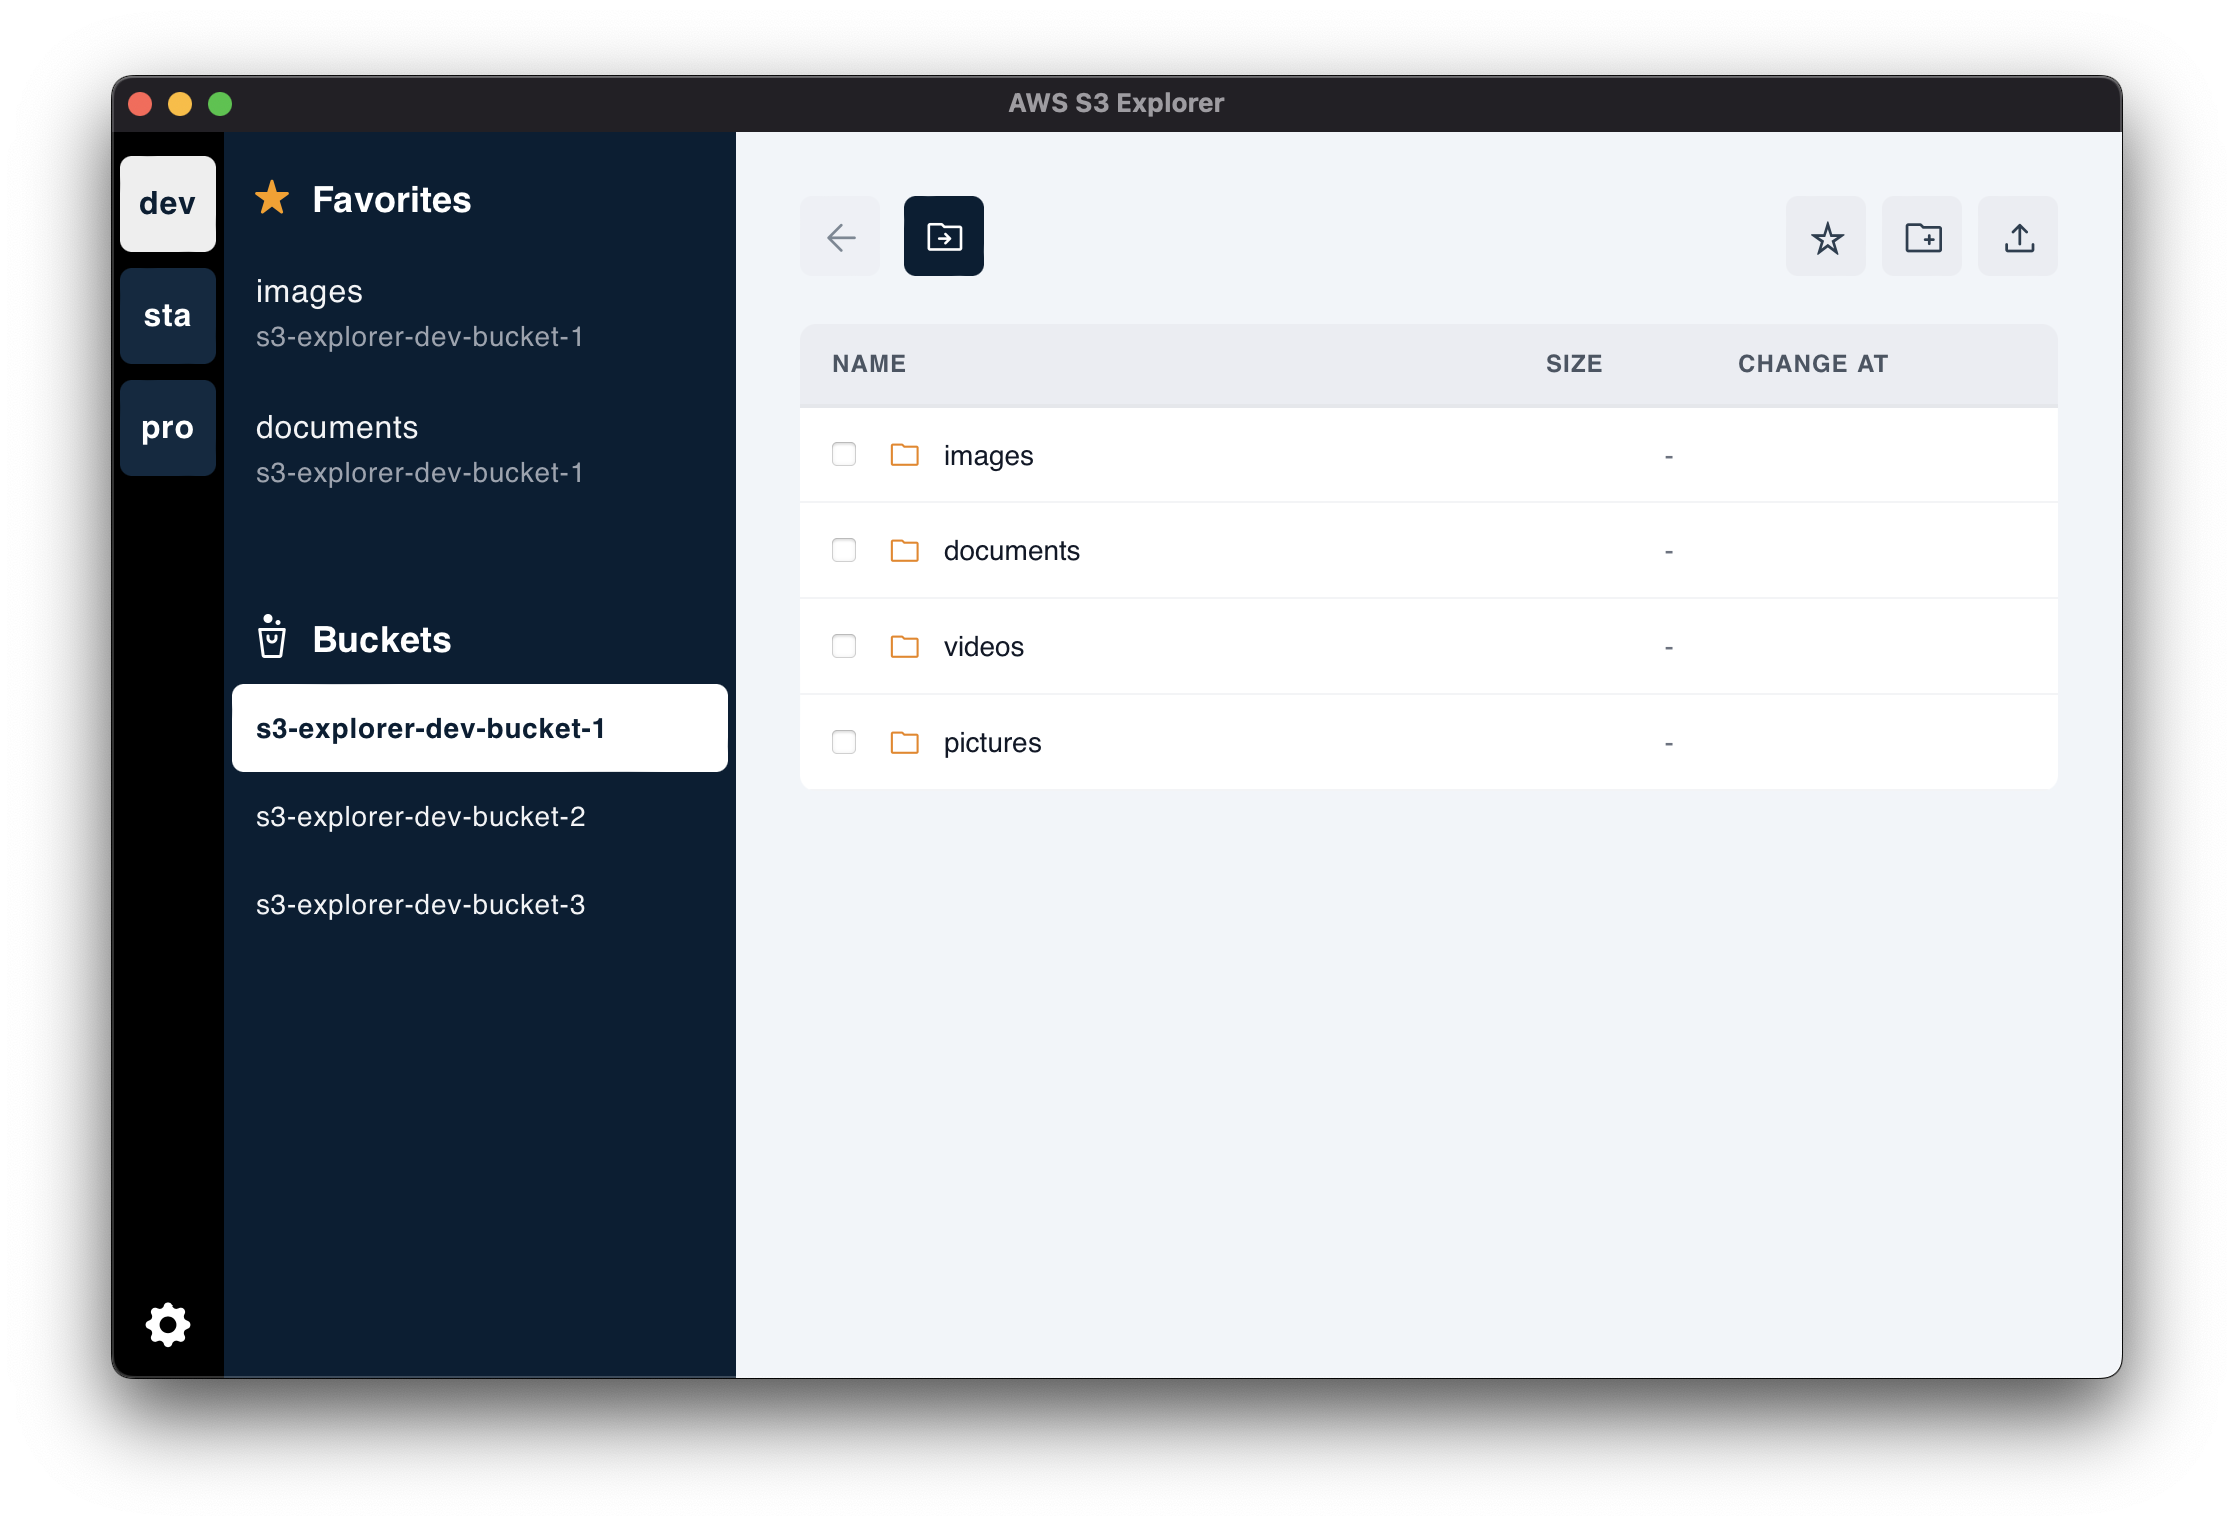 AWS S3 Explorer
dev
sta
pro
Favorites
images
s3-explorer-dev-bucket-1
documents
s3-explorer-dev-bucket-1
Buckets
s3-explorer-dev-bucket-1
s3-explorer-dev-bucket-2
s3-explorer-dev-bucket-3
NAME SIZE CHANGE AT
images -
documents -
videos -
pictures -